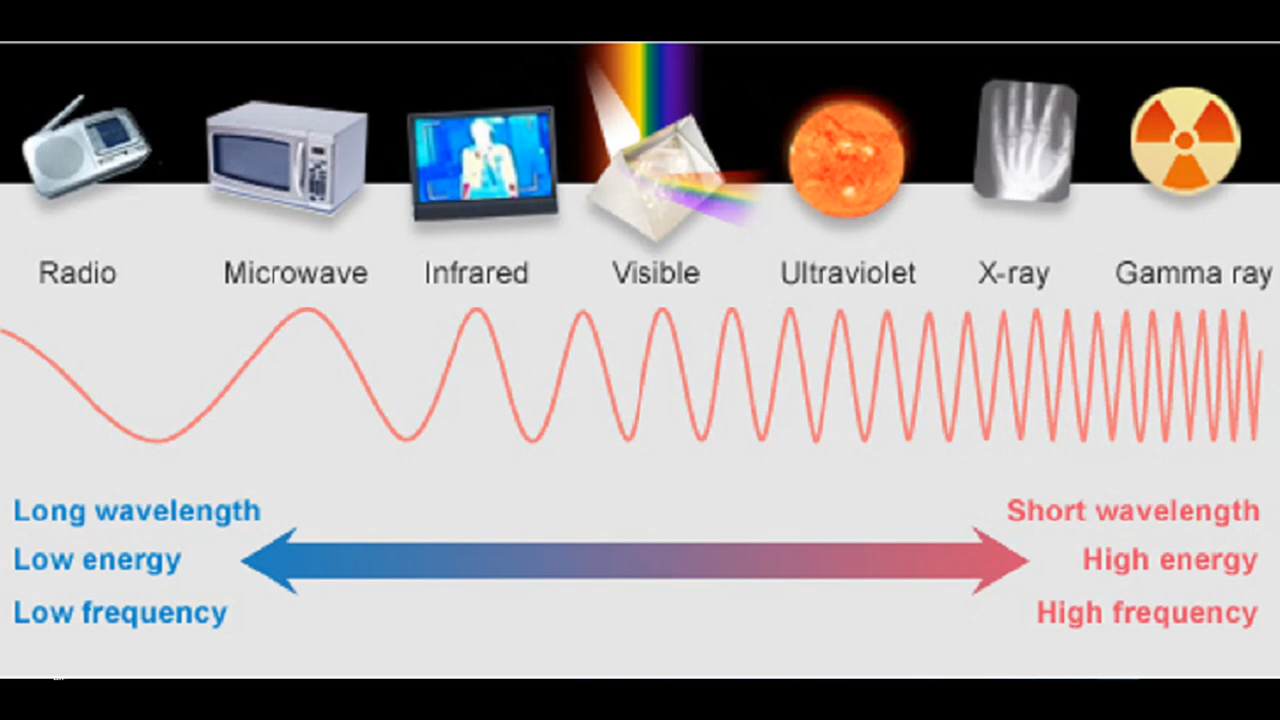 Radio Microwave Infrared Visible Ultraviolet X-ray Gamma ray
Long wavelength Short wavelength
Low energy High energy
Low frequency High frequency